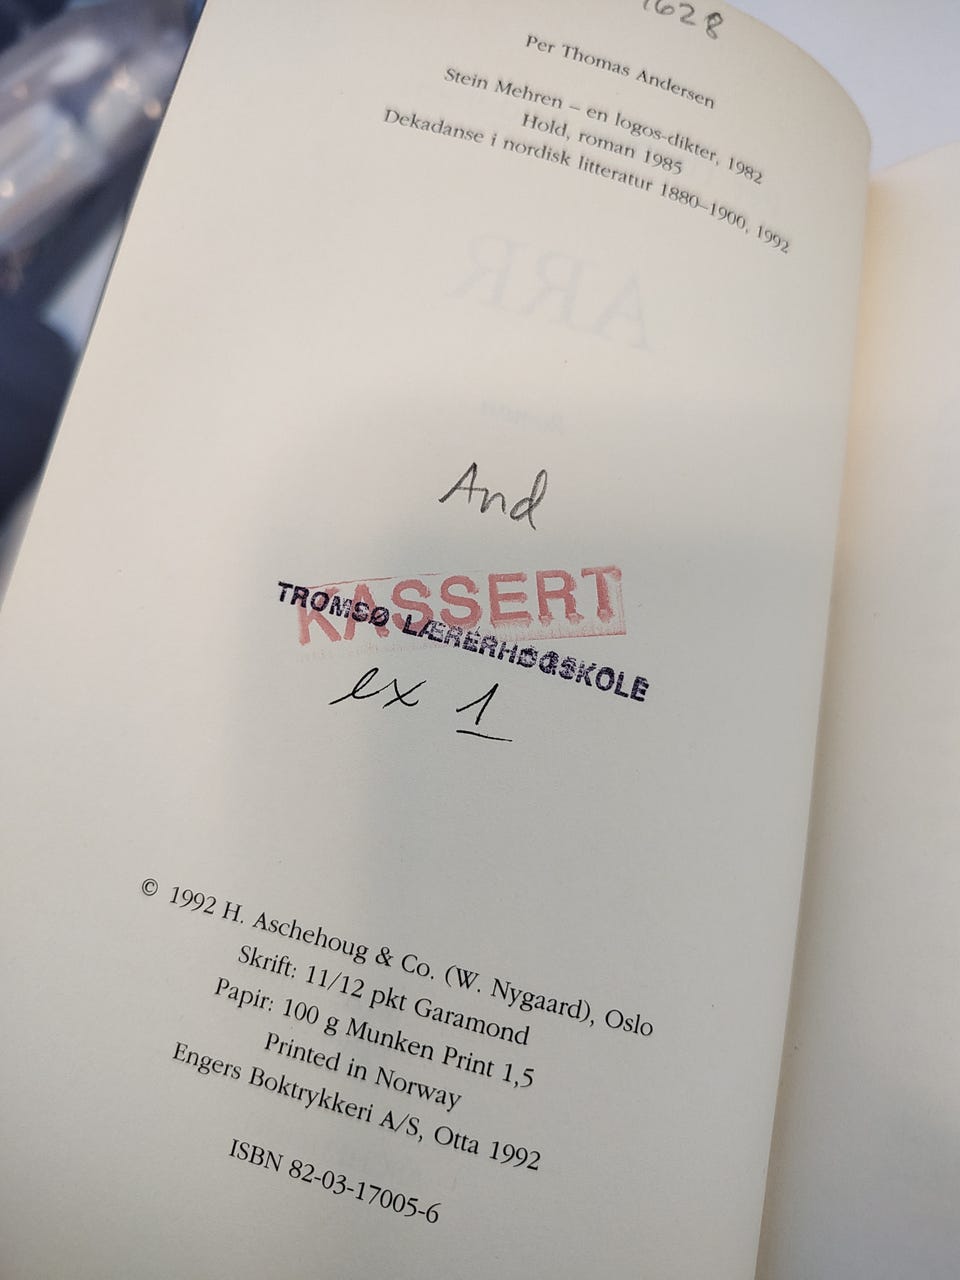 1628
Per Thomas Andersen
Stein Mehren – en logos-dikter, 1982
Hold, roman 1985
Dekadanse i nordisk litteratur 1880–1900, 1992
ARR
And
KASSERT
TROMSØ LÆRERHØGSKOLE
ex 1
© 1992 H. Aschehoug & Co. (W. Nygaard), Oslo
Skrift: 11/12 pkt Garamond
Papir: 100 g Munken Print 1,5
Printed in Norway
Engers Boktrykkeri A/S, Otta 1992
ISBN 82-03-17005-6